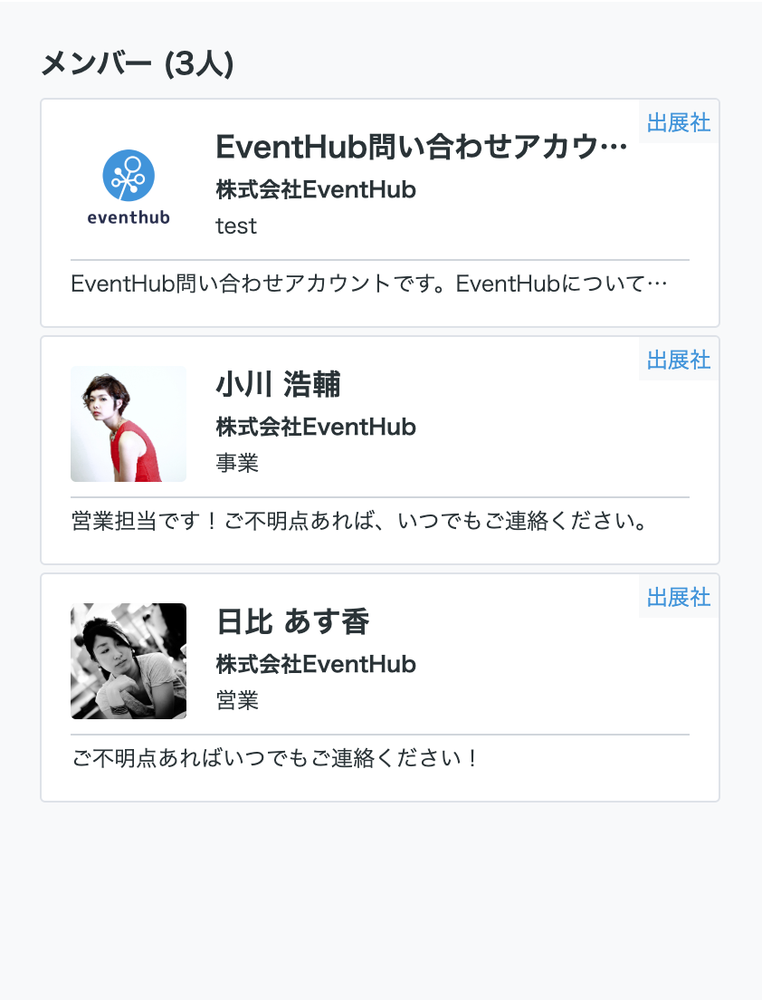 メンバー (3人)
出展社
EventHub問い合わせアカウ…
株式会社EventHub
test
eventhub
EventHub問い合わせアカウントです。EventHubについて…
出展社
小川 浩輔
株式会社EventHub
事業
営業担当です！ご不明点あれば、いつでもご連絡ください。
出展社
日比 あす香
株式会社EventHub
営業
ご不明点あればいつでもご連絡ください！